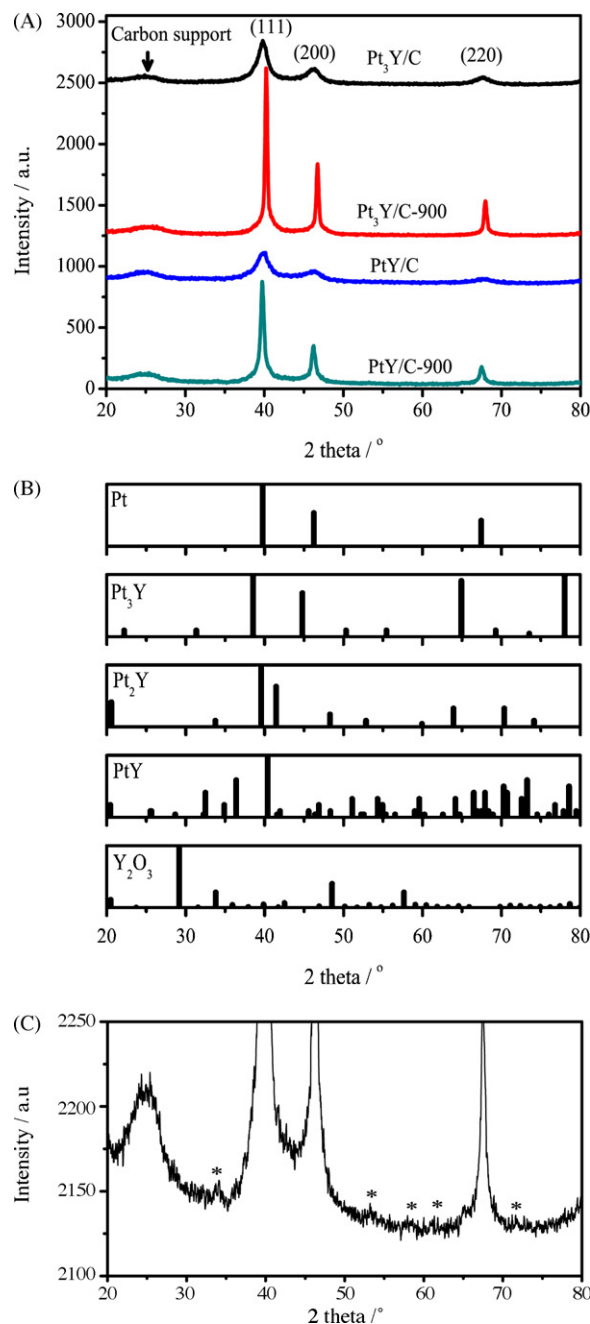 (A)
Carbon support
(111)
(200)
(220)
Pt3Y/C
Pt3Y/C-900
PtY/C
PtY/C-900
Intensity / a.u.
3000
2500
2000
1500
1000
500
0
20 30 40 50 60 70 80
2 theta / °
(B)
Pt
Pt3Y
Pt2Y
PtY
Y2O3
20 30 40 50 60 70 80
2 theta / °
(C)
Intensity / a.u
2250
2200
2150
2100
* * * * *
20 30 40 50 60 70 80
2 theta /°